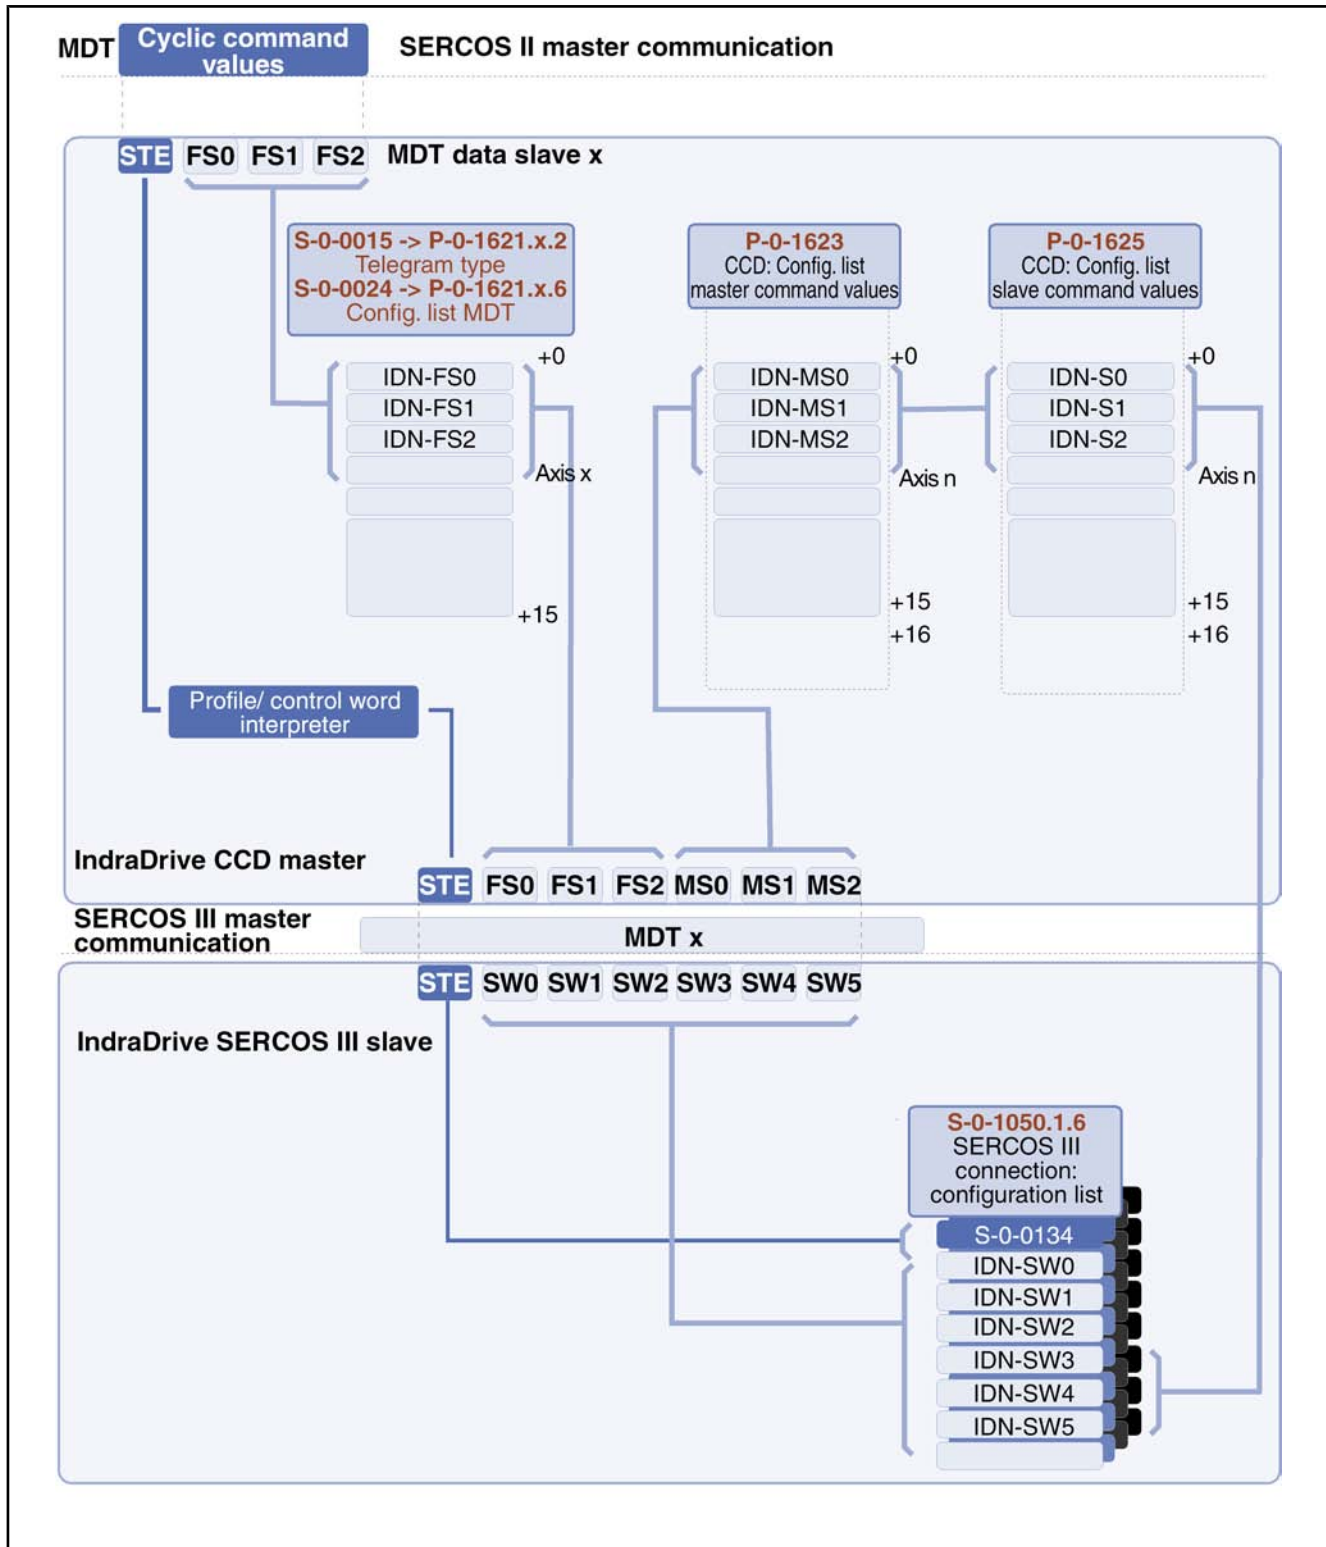 MDT
Cyclic command
values
SERCOS II master communication
STE FS0 FS1 FS2 MDT data slave x
S-0-0015 -> P-0-1621.x.2
Telegram type
S-0-0024 -> P-0-1621.x.6
Config. list MDT
P-0-1623
CCD: Config. list
master command values
P-0-1625
CCD: Config. list
slave command values
+0
IDN-FS0
IDN-FS1
IDN-FS2
Axis x
+15
+0
IDN-MS0
IDN-MS1
IDN-MS2
Axis n
+15
+16
+0
IDN-S0
IDN-S1
IDN-S2
Axis n
+15
+16
Profile/ control word
interpreter
IndraDrive CCD master
STE FS0 FS1 FS2 MS0 MS1 MS2
SERCOS III master
communication
MDT x
STE SW0 SW1 SW2 SW3 SW4 SW5
IndraDrive SERCOS III slave
S-0-1050.1.6
SERCOS III
connection:
configuration list
S-0-0134
IDN-SW0
IDN-SW1
IDN-SW2
IDN-SW3
IDN-SW4
IDN-SW5